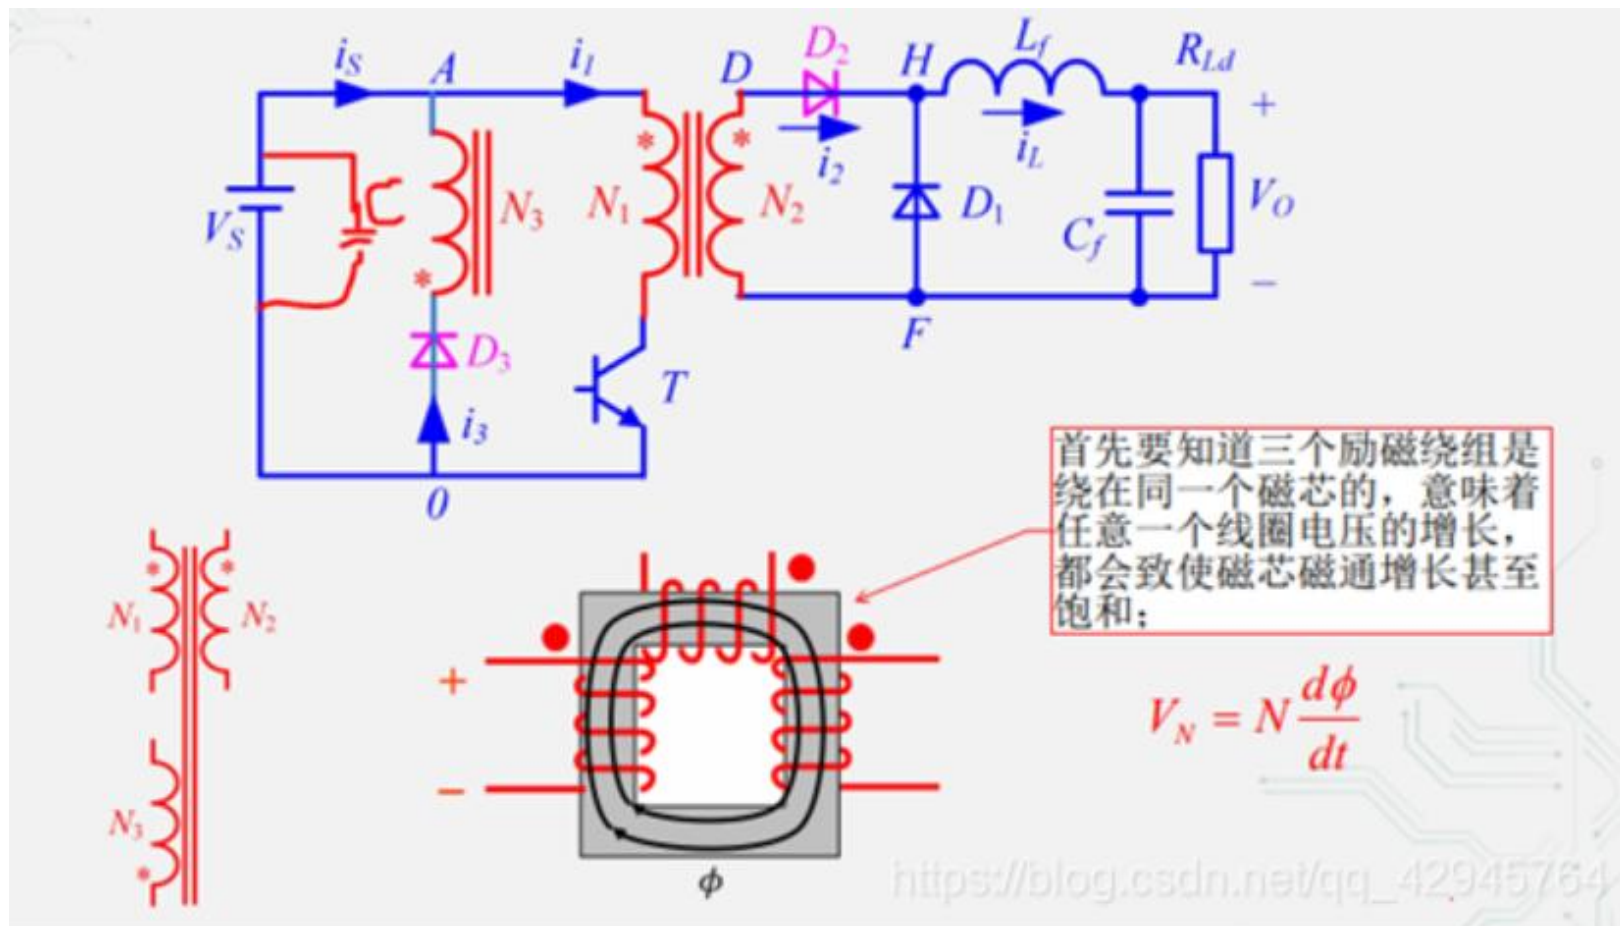 iS A i1 D D2 H Lf RLd
+
* * i2 iL
N3 N1 N2 D1 VO
VS C Cf
*
−
D3 F
T
i3
0
首先要知道三个励磁绕组是
绕在同一个磁芯的，意味着
任意一个线圈电压的增长，
都会致使磁芯磁通增长甚至
饱和；
* *
N1 N2
+
VN = N dϕ/dt
−
N3
*
ϕ
https://blog.csdn.net/qq_42945764